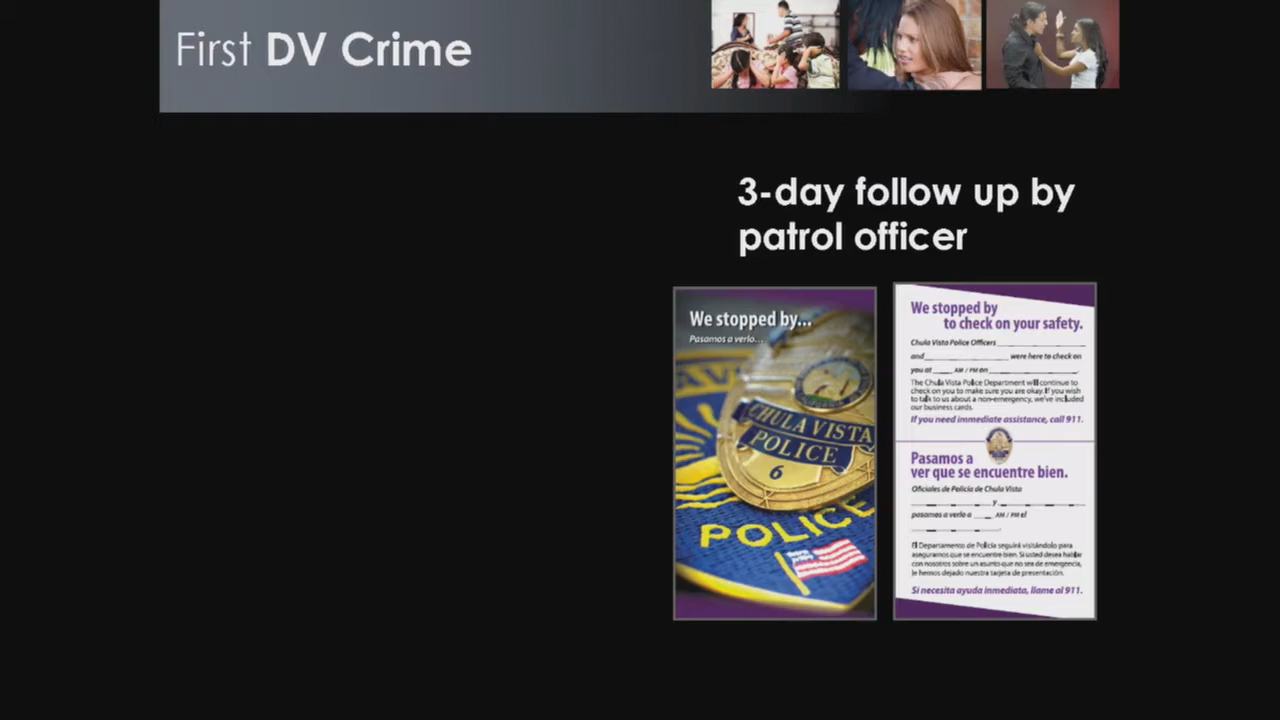 First DV Crime
3-day follow up by
patrol officer
We stopped by...
Pasamos a verlo...
CHULA VISTA
POLICE
6
POLICE
We stopped by
to check on your safety.
Chula Vista Police Officers
and were here to check on
you at AM / PM on
The Chula Vista Police Department will continue to
check on you to make sure you are okay. If you wish
to talk to us about a non-emergency, we've included
our business cards.
If you need immediate assistance, call 911.
Pasamos a
ver que se encuentre bien.
Oficiales de Policía de Chula Vista
y
pasamos a verlo a AM / PM el
El Departamento de Policía seguirá visitándolo para
asegurarnos que se encuentre bien. Si usted desea hablar
con nosotros sobre un asunto que no sea de emergencia,
le hemos dejado nuestra tarjeta de presentación.
Si necesita ayuda inmediata, llame al 911.